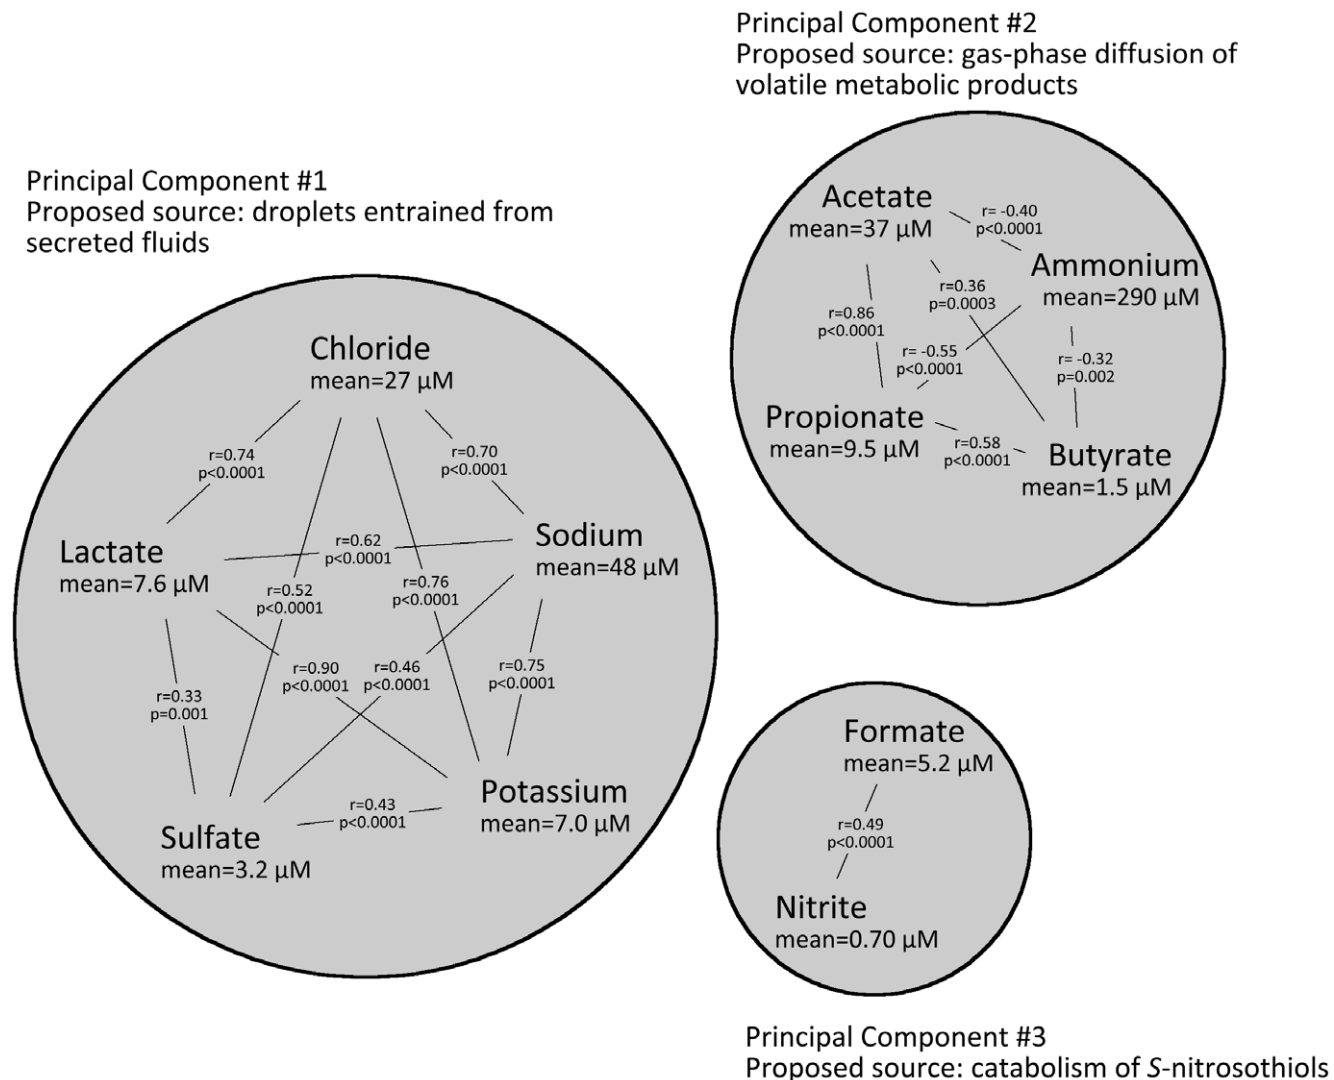 Principal Component #2
Proposed source: gas-phase diffusion of
volatile metabolic products
Acetate
mean=37 µM
r= -0.40
p<0.0001
Ammonium
mean=290 µM
r=0.36
p=0.0003
r=0.86
p<0.0001
r= -0.55
p<0.0001
r= -0.32
p=0.002
Propionate
mean=9.5 µM
r=0.58
p<0.0001
Butyrate
mean=1.5 µM
Principal Component #1
Proposed source: droplets entrained from
secreted fluids
Chloride
mean=27 µM
r=0.74
p<0.0001
r=0.70
p<0.0001
Lactate
mean=7.6 µM
r=0.62
p<0.0001
Sodium
mean=48 µM
r=0.52
p<0.0001
r=0.76
p<0.0001
r=0.33
p=0.001
r=0.90
p<0.0001
r=0.46
p<0.0001
r=0.75
p<0.0001
Sulfate
mean=3.2 µM
r=0.43
p<0.0001
Potassium
mean=7.0 µM
Formate
mean=5.2 µM
r=0.49
p<0.0001
Nitrite
mean=0.70 µM
Principal Component #3
Proposed source: catabolism of S-nitrosothiols